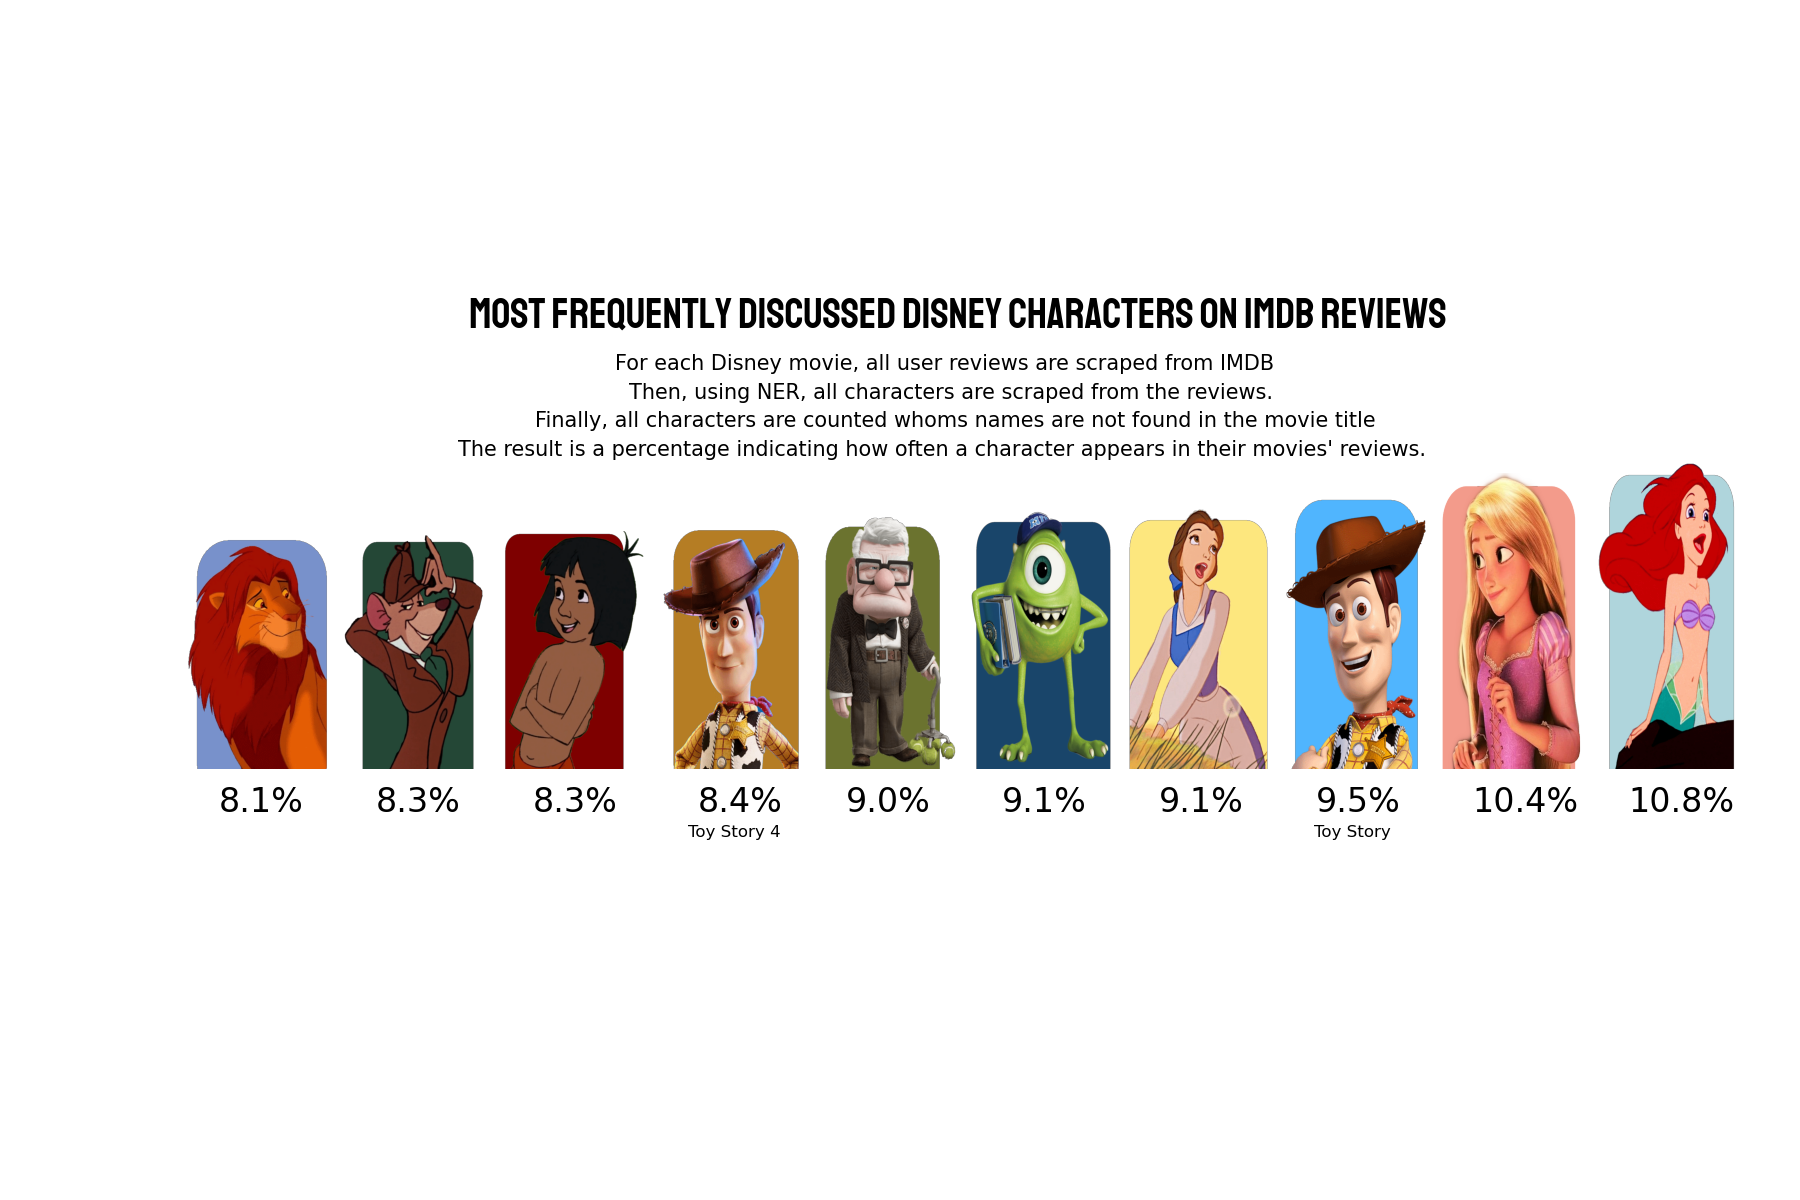 MOST FREQUENTLY DISCUSSED DISNEY CHARACTERS ON IMDB REVIEWS
For each Disney movie, all user reviews are scraped from IMDB
Then, using NER, all characters are scraped from the reviews.
Finally, all characters are counted whoms names are not found in the movie title
The result is a percentage indicating how often a character appears in their movies' reviews.
8.1% 8.3% 8.3% 8.4% 9.0% 9.1% 9.1% 9.5% 10.4% 10.8%
Toy Story 4 Toy Story